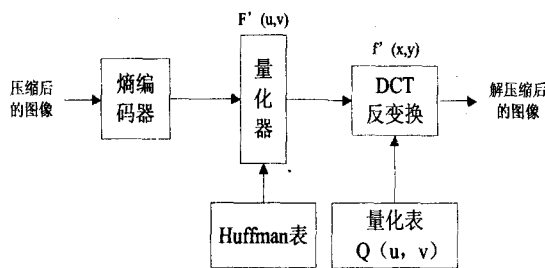 F' (u,v)
f' (x,y)
压缩后
的图像
熵编
码器
量
化
器
DCT
反变换
解压缩后
的图像
Huffman表
量化表
Q（u，v）